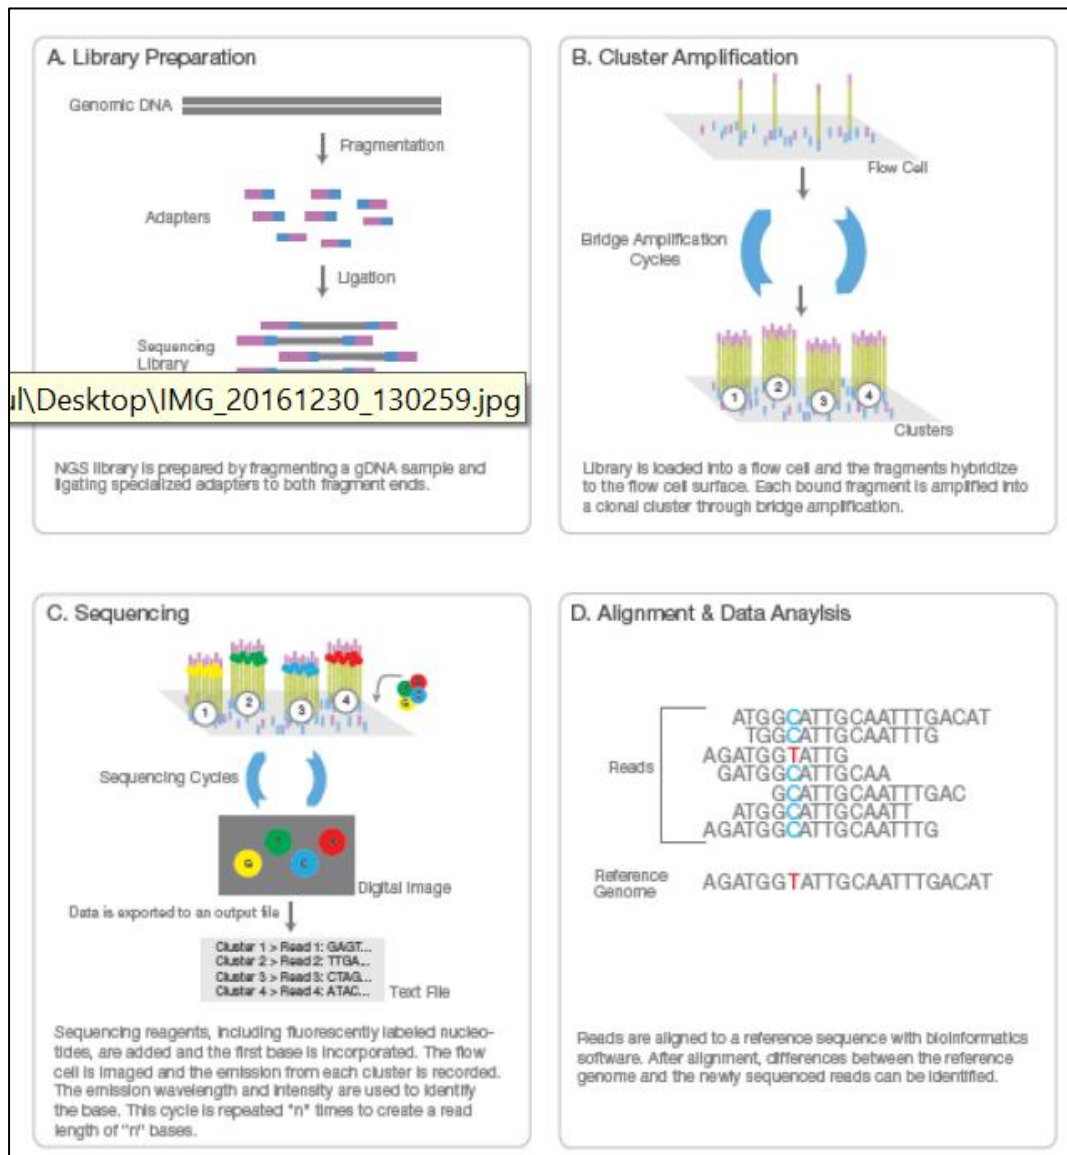 A. Library Preparation
Genomic DNA
Fragmentation
Adapters
Ligation
Sequencing
Library
ul\Desktop\IMG_20161230_130259.jpg
NGS library is prepared by fragmenting a gDNA sample and
ligating specialized adapters to both fragment ends.
B. Cluster Amplification
Flow Cell
Bridge Amplification
Cycles
1 2 3 4
Clusters
Library is loaded into a flow cell and the fragments hybridize
to the flow cell surface. Each bound fragment is amplified into
a clonal cluster through bridge amplification.
C. Sequencing
1 2 3 4
G
Sequencing Cycles
G C
Digital Image
Data is exported to an output file
Cluster 1 > Read 1: GAGT...
Cluster 2 > Read 2: TTGA...
Cluster 3 > Read 3: CTAG...
Cluster 4 > Read 4: ATAC...
Text File
Sequencing reagents, including fluorescently labeled nucleo-
tides, are added and the first base is incorporated. The flow
cell is imaged and the emission from each cluster is recorded.
The emission wavelength and intensity are used to identify
the base. This cycle is repeated "n" times to create a read
length of "n" bases.
D. Alignment & Data Anaylsis
ATGGCATTGCAATTTGACAT
TGGCATTGCAATTTG
AGATGGTATTG
Reads
GATGGCATTGCAA
GCATTGCAATTTGAC
ATGGCATTGCAATT
AGATGGCATTGCAATTTG
Reference
Genome
AGATGGTATTGCAATTTGACAT
Reads are aligned to a reference sequence with bioinformatics
software. After alignment, differences between the reference
genome and the newly sequenced reads can be identified.